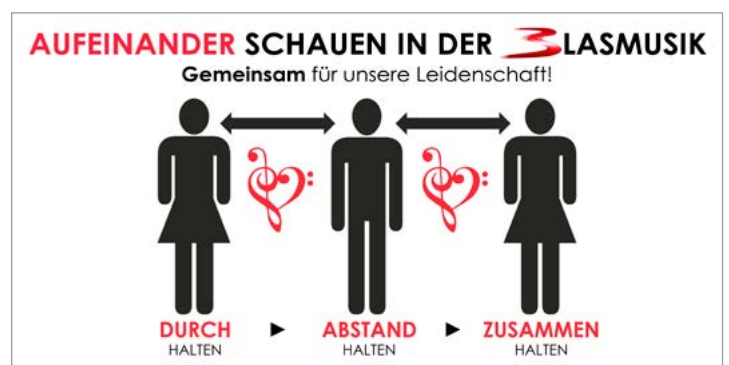 AUFEINANDER SCHAUEN IN DER BLASMUSIK
Gemeinsam für unsere Leidenschaft!
DURCH ► ABSTAND ► ZUSAMMEN
HALTEN HALTEN HALTEN